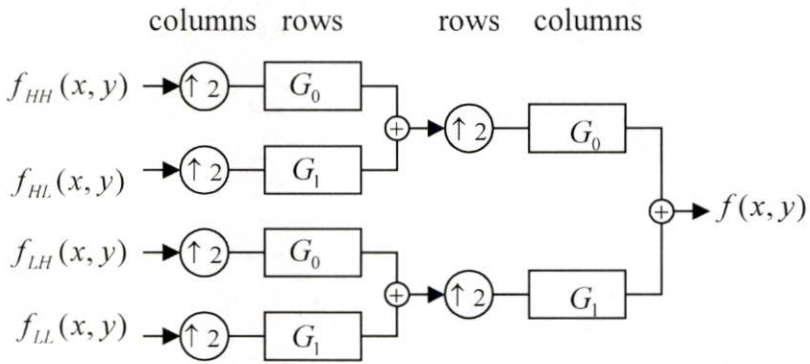 columns rows rows columns
f_HH (x, y) ↑ 2 G_0
↑ 2 G_0
f_HL (x, y) ↑ 2 G_1
f (x, y)
f_LH (x, y) ↑ 2 G_0
↑ 2 G_1
f_LL (x, y) ↑ 2 G_1